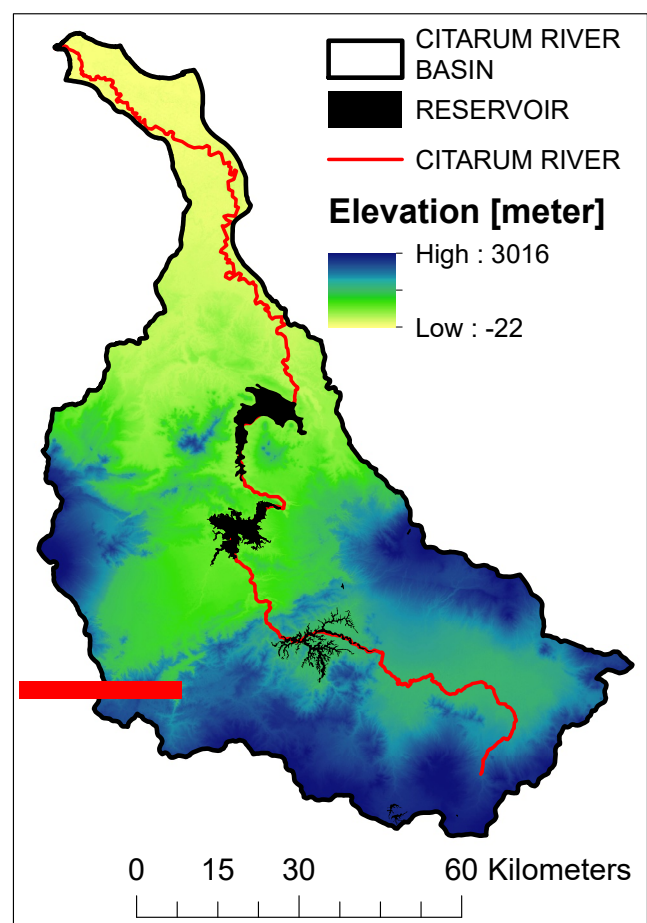 CITARUM RIVER
BASIN
RESERVOIR
CITARUM RIVER
Elevation [meter]
High : 3016
Low : -22
0 15 30 60 Kilometers